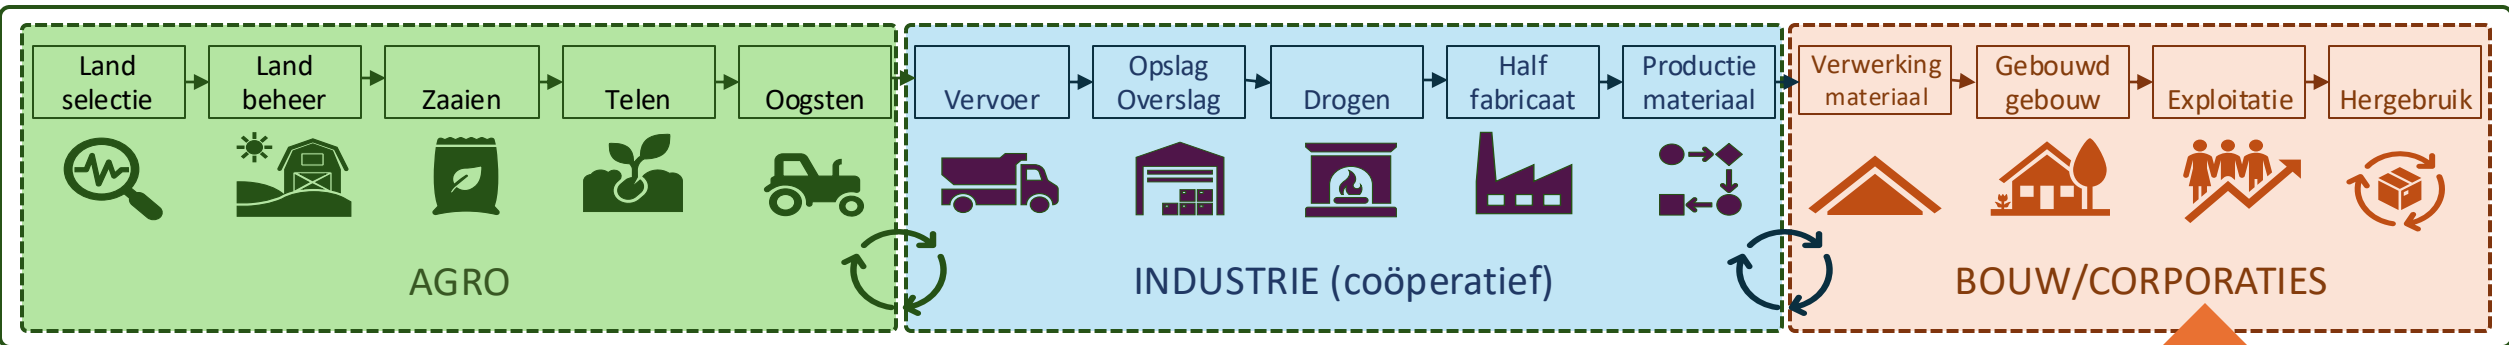 Land
selectie
Land
beheer
Zaaien
Telen
Oogsten
Vervoer
Opslag
Overslag
Drogen
Half
fabricaat
Productie
materiaal
Verwerking
materiaal
Gebouwd
gebouw
Exploitatie
Hergebruik
AGRO
INDUSTRIE (coöperatief)
BOUW/CORPORATIES